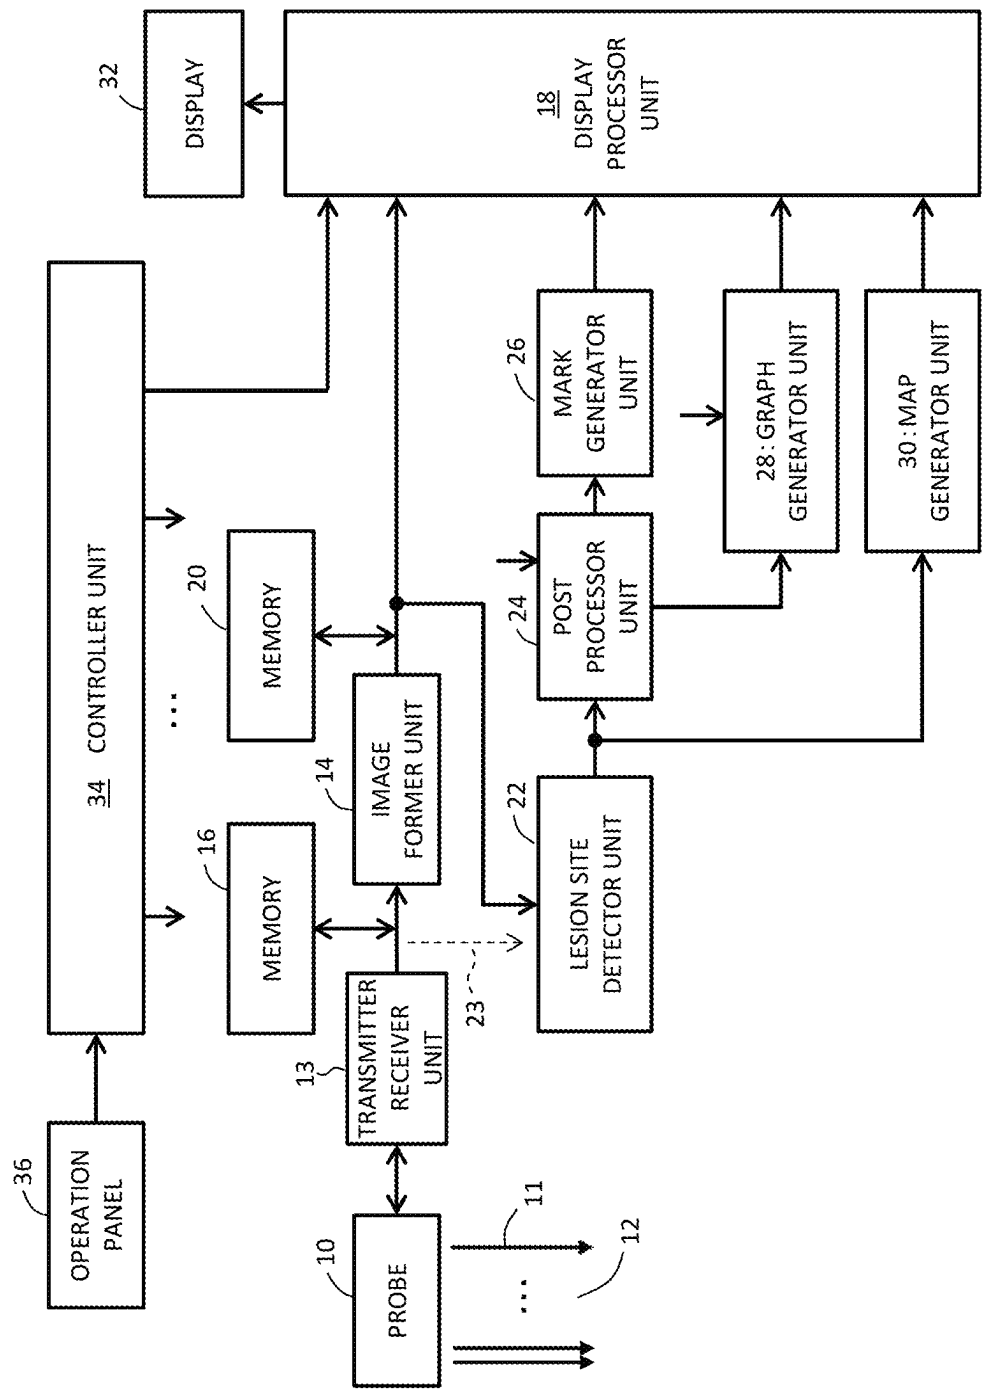 36
OPERATION
PANEL
34 CONTROLLER UNIT
...
16
MEMORY
20
MEMORY
32
DISPLAY
10
PROBE
11
...
12
13
TRANSMITTER
RECEIVER
UNIT
14
IMAGE
FORMER UNIT
23
22
LESION SITE
DETECTOR UNIT
24
POST
PROCESSOR
UNIT
26
MARK
GENERATOR
UNIT
28:GRAPH
GENERATOR UNIT
30:MAP
GENERATOR UNIT
18
DISPLAY
PROCESSOR
UNIT